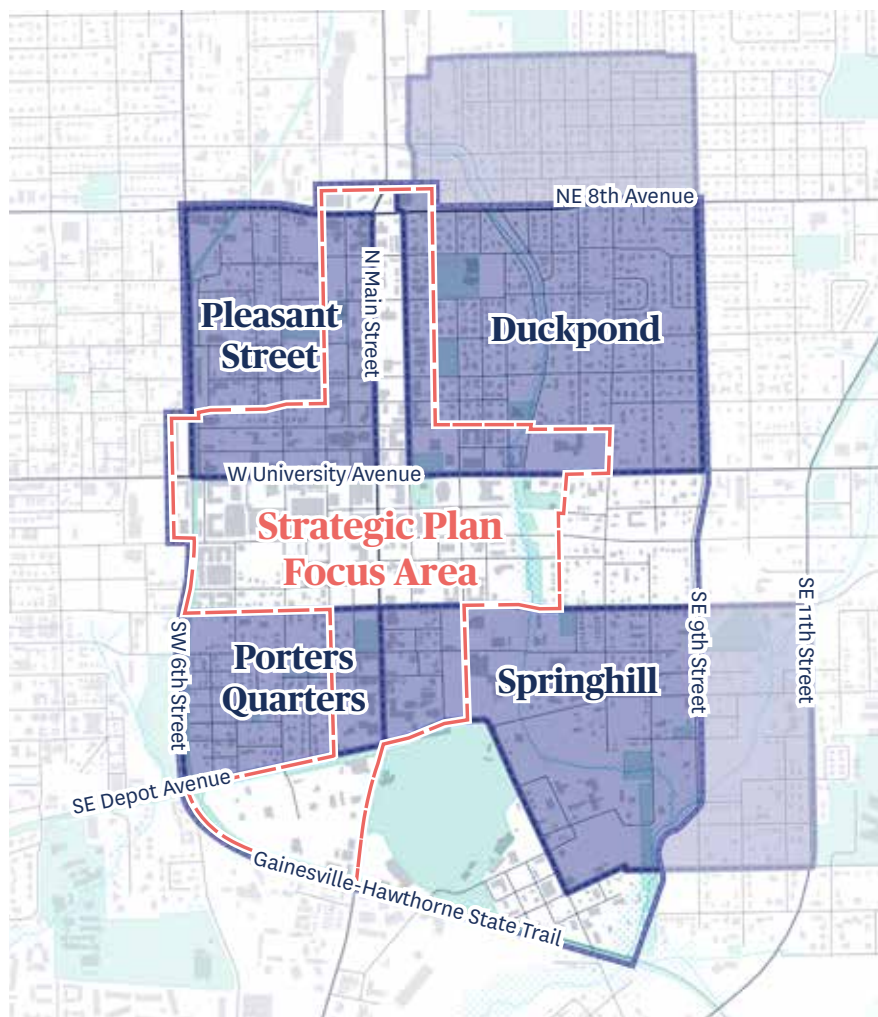 NE 8th Avenue
N Main Street
Pleasant
Street
Duckpond
W University Avenue
Strategic Plan
Focus Area
SW 6th Street
Porters
Quarters
Springhill
SE 9th Street
SE 11th Street
SE Depot Avenue
Gainesville-Hawthorne State Trail